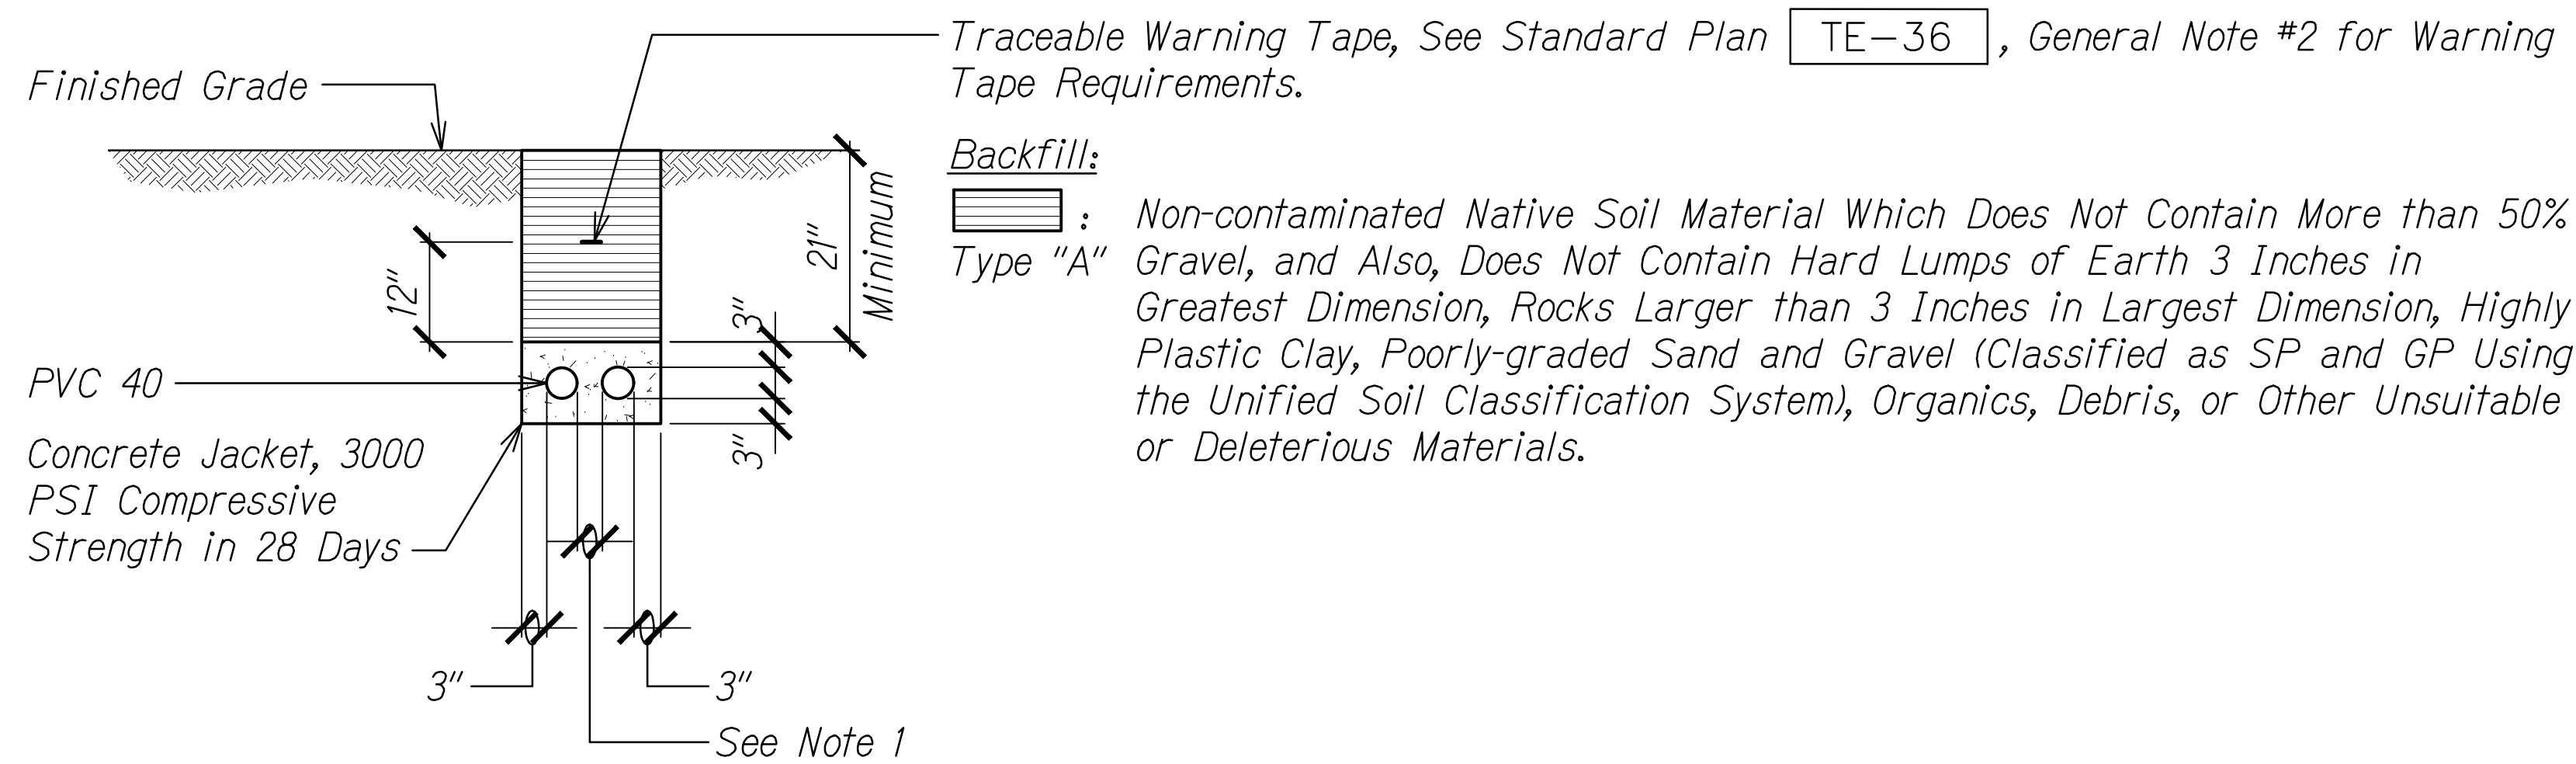 Traceable Warning Tape, See Standard Plan TE-36 , General Note #2 for Warning
Tape Requirements.
Finished Grade
Backfill:
: Non-contaminated Native Soil Material Which Does Not Contain More than 50%
Type "A" Gravel, and Also, Does Not Contain Hard Lumps of Earth 3 Inches in
Greatest Dimension, Rocks Larger than 3 Inches in Largest Dimension, Highly
Plastic Clay, Poorly-graded Sand and Gravel (Classified as SP and GP Using
the Unified Soil Classification System), Organics, Debris, or Other Unsuitable
or Deleterious Materials.
21"
Minimum
12"
3"
PVC 40
3"
Concrete Jacket, 3000
PSI Compressive
Strength in 28 Days
3"
3"
See Note 1